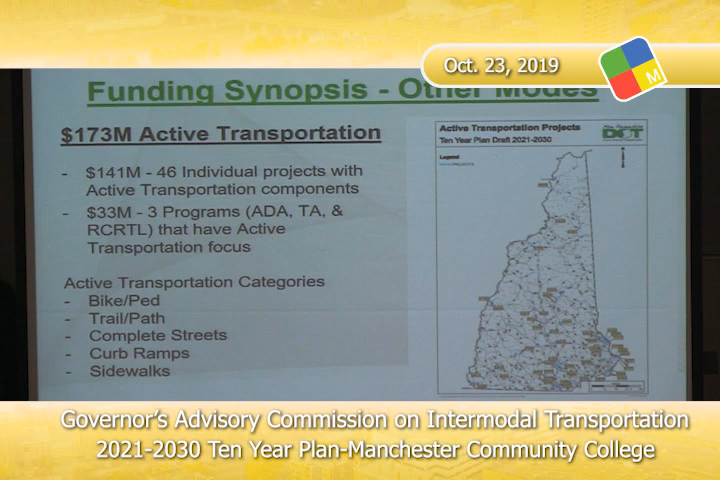 Oct. 23, 2019
M
Funding Synopsis - Other Modes
$173M Active Transportation
- $141M - 46 Individual projects with
Active Transportation components
- $33M - 3 Programs (ADA, TA, &
RCRTL) that have Active
Transportation focus
Active Transportation Categories
- Bike/Ped
- Trail/Path
- Complete Streets
- Curb Ramps
- Sidewalks
Active Transportation Projects
Ten Year Plan Draft 2021-2030
Legend
Governor's Advisory Commission on Intermodal Transportation
2021-2030 Ten Year Plan-Manchester Community College